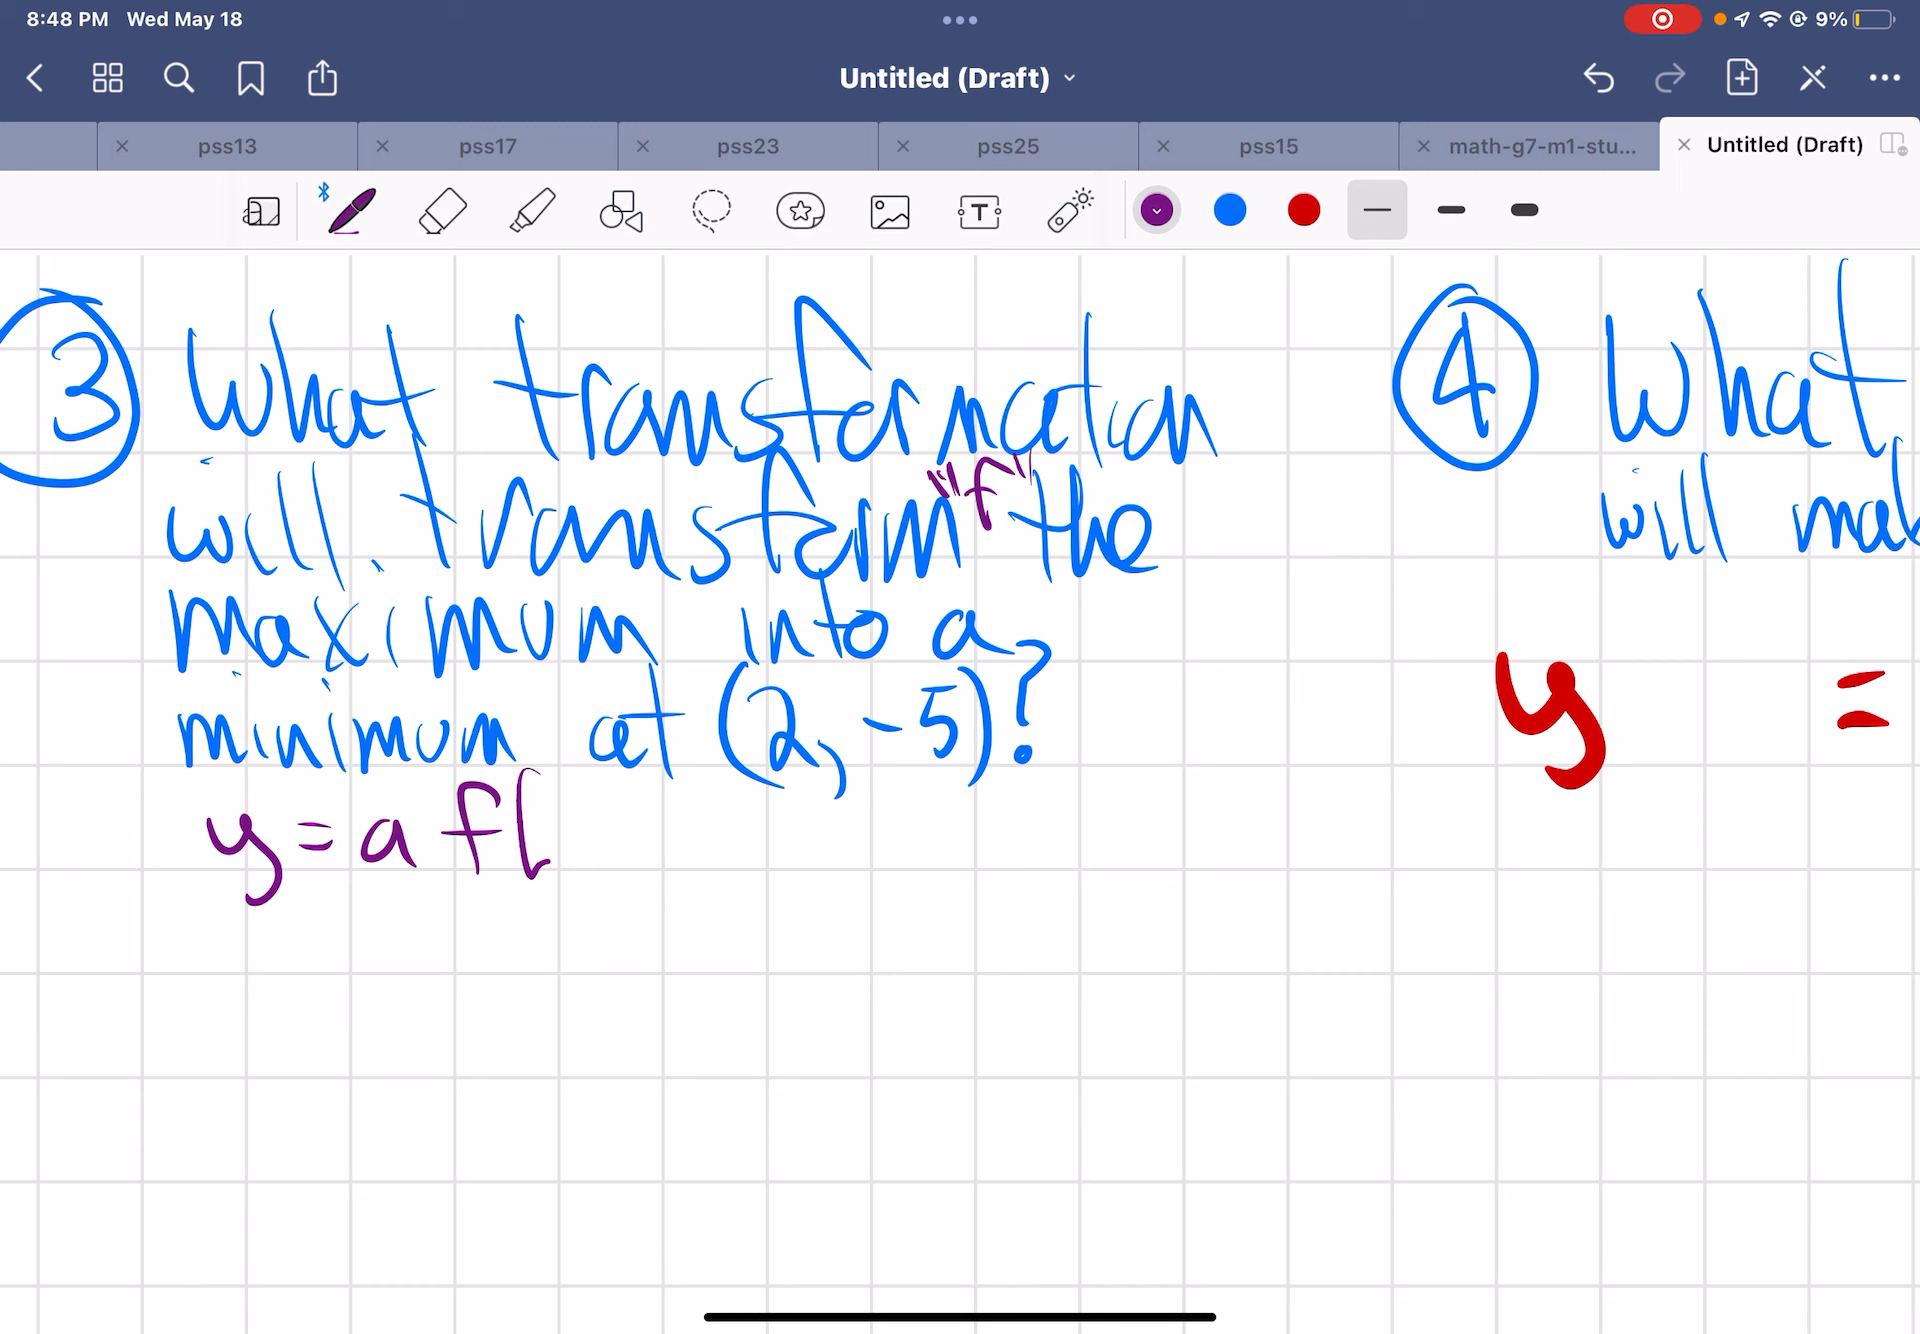 8:48 PM Wed May 18
9%
Untitled (Draft)
pss13
pss17
pss23
pss25
pss15
math-g7-m1-stu...
Untitled (Draft)
3 What transformation
will transform "f" the
maximum into a
minimum at (2, -5)?
y = a f[
4 What
will mak
y =